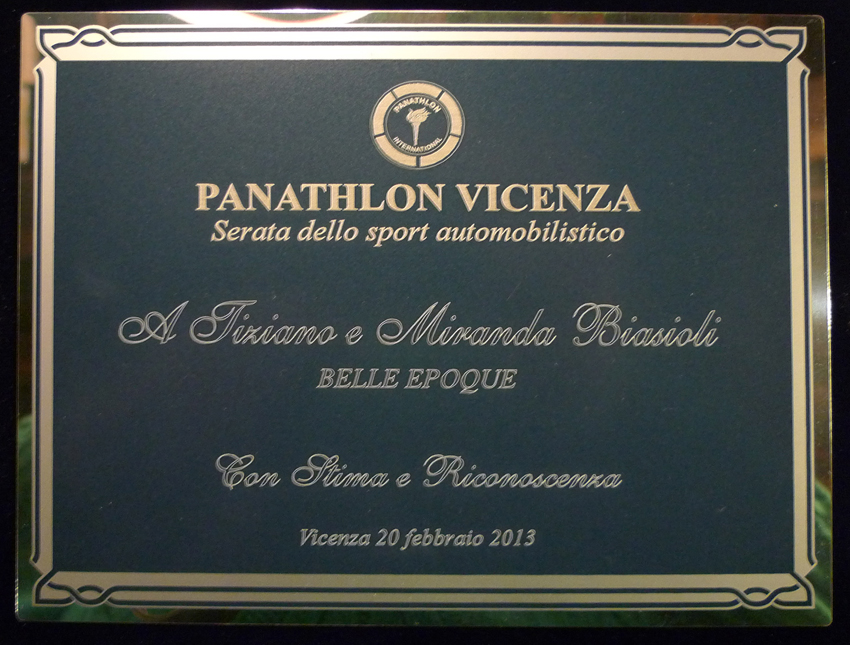 PANATHLON
INTERNATIONAL
PANATHLON VICENZA
Serata dello sport automobilistico
A Tiziano e Miranda Biasioli
BELLE EPOQUE
Con Stima e Riconoscenza
Vicenza 20 febbraio 2013